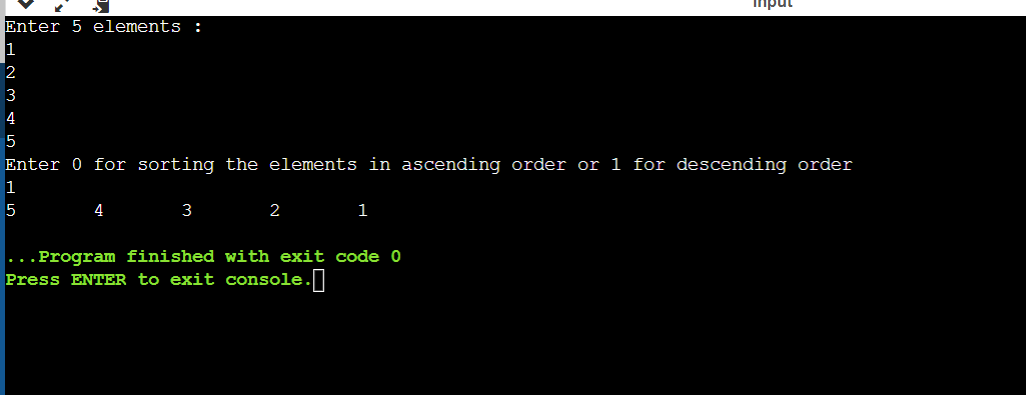 input
Enter 5 elements :
1
2
3
4
5
Enter 0 for sorting the elements in ascending order or 1 for descending order
1
5 4 3 2 1
...Program finished with exit code 0
Press ENTER to exit console.